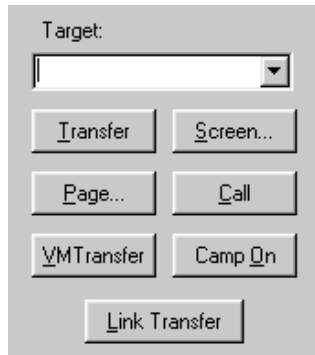 Target:
Transfer
Screen...
Page...
Call
VMTransfer
Camp On
Link Transfer